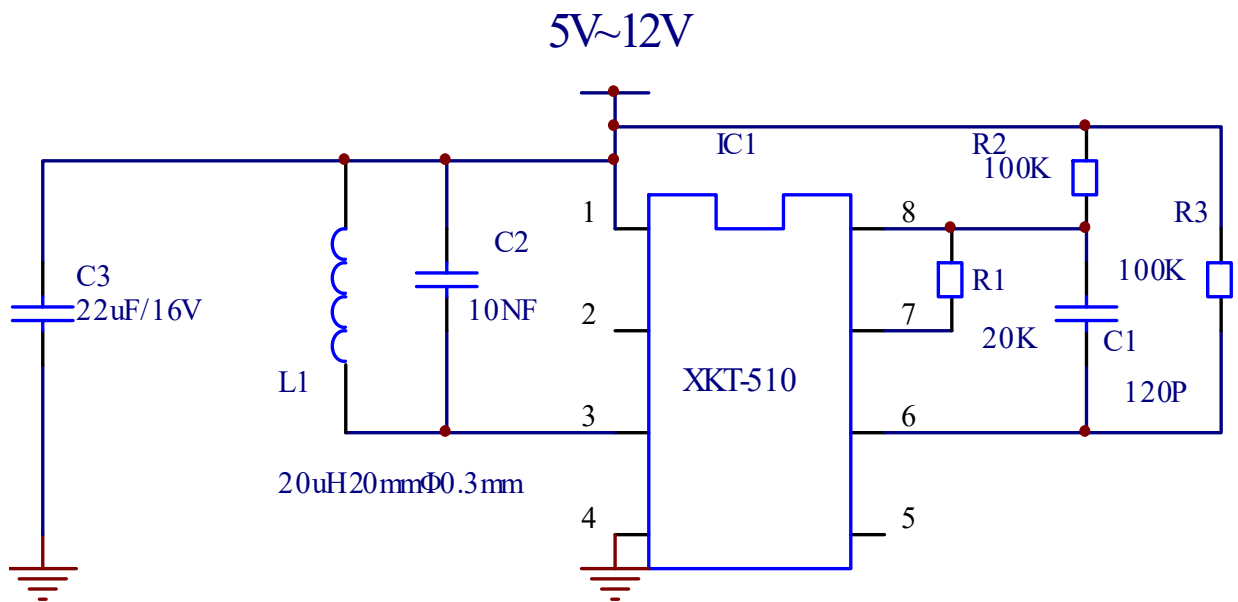 5V~12V
IC1
R2
100K
1
8
R3
C2
C3
22uF/16V
100K
R1
10NF
2
7
20K
C1
L1
XKT-510
120P
3
6
20uH20mmΦ0.3mm
4
5